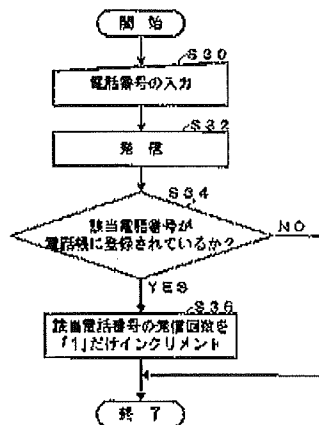 開始
S30
電話番号の入力
S32
発信
S34
該当電話番号が
電話機に登録されているか?
NO
YES
S36
該当電話番号の発信回数を
「1」だけインクリメント
終了